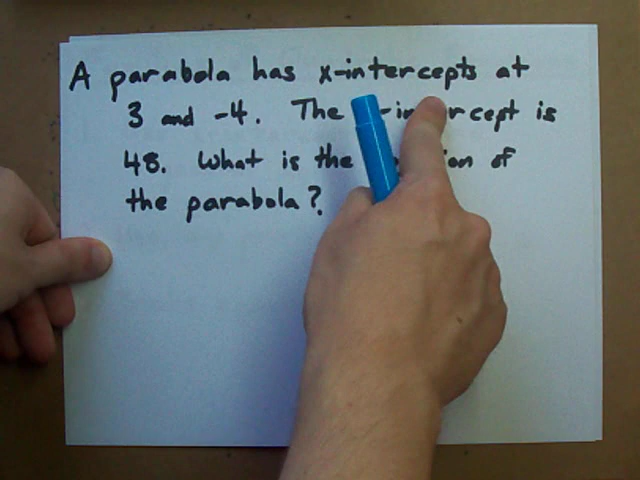 A parabola has x-intercepts at
3 and -4. The is
48. What is the of
the parabola?